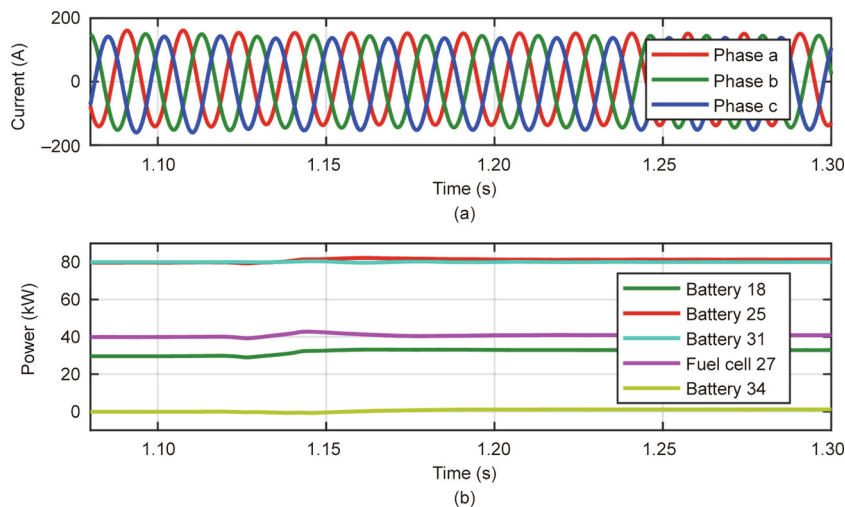 200
0
–200
Current (A)
Phase a
Phase b
Phase c
1.10 1.15 1.20 1.25 1.30
Time (s)
(a)
80
60
40
20
0
Power (kW)
Battery 18
Battery 25
Battery 31
Fuel cell 27
Battery 34
1.10 1.15 1.20 1.25 1.30
Time (s)
(b)